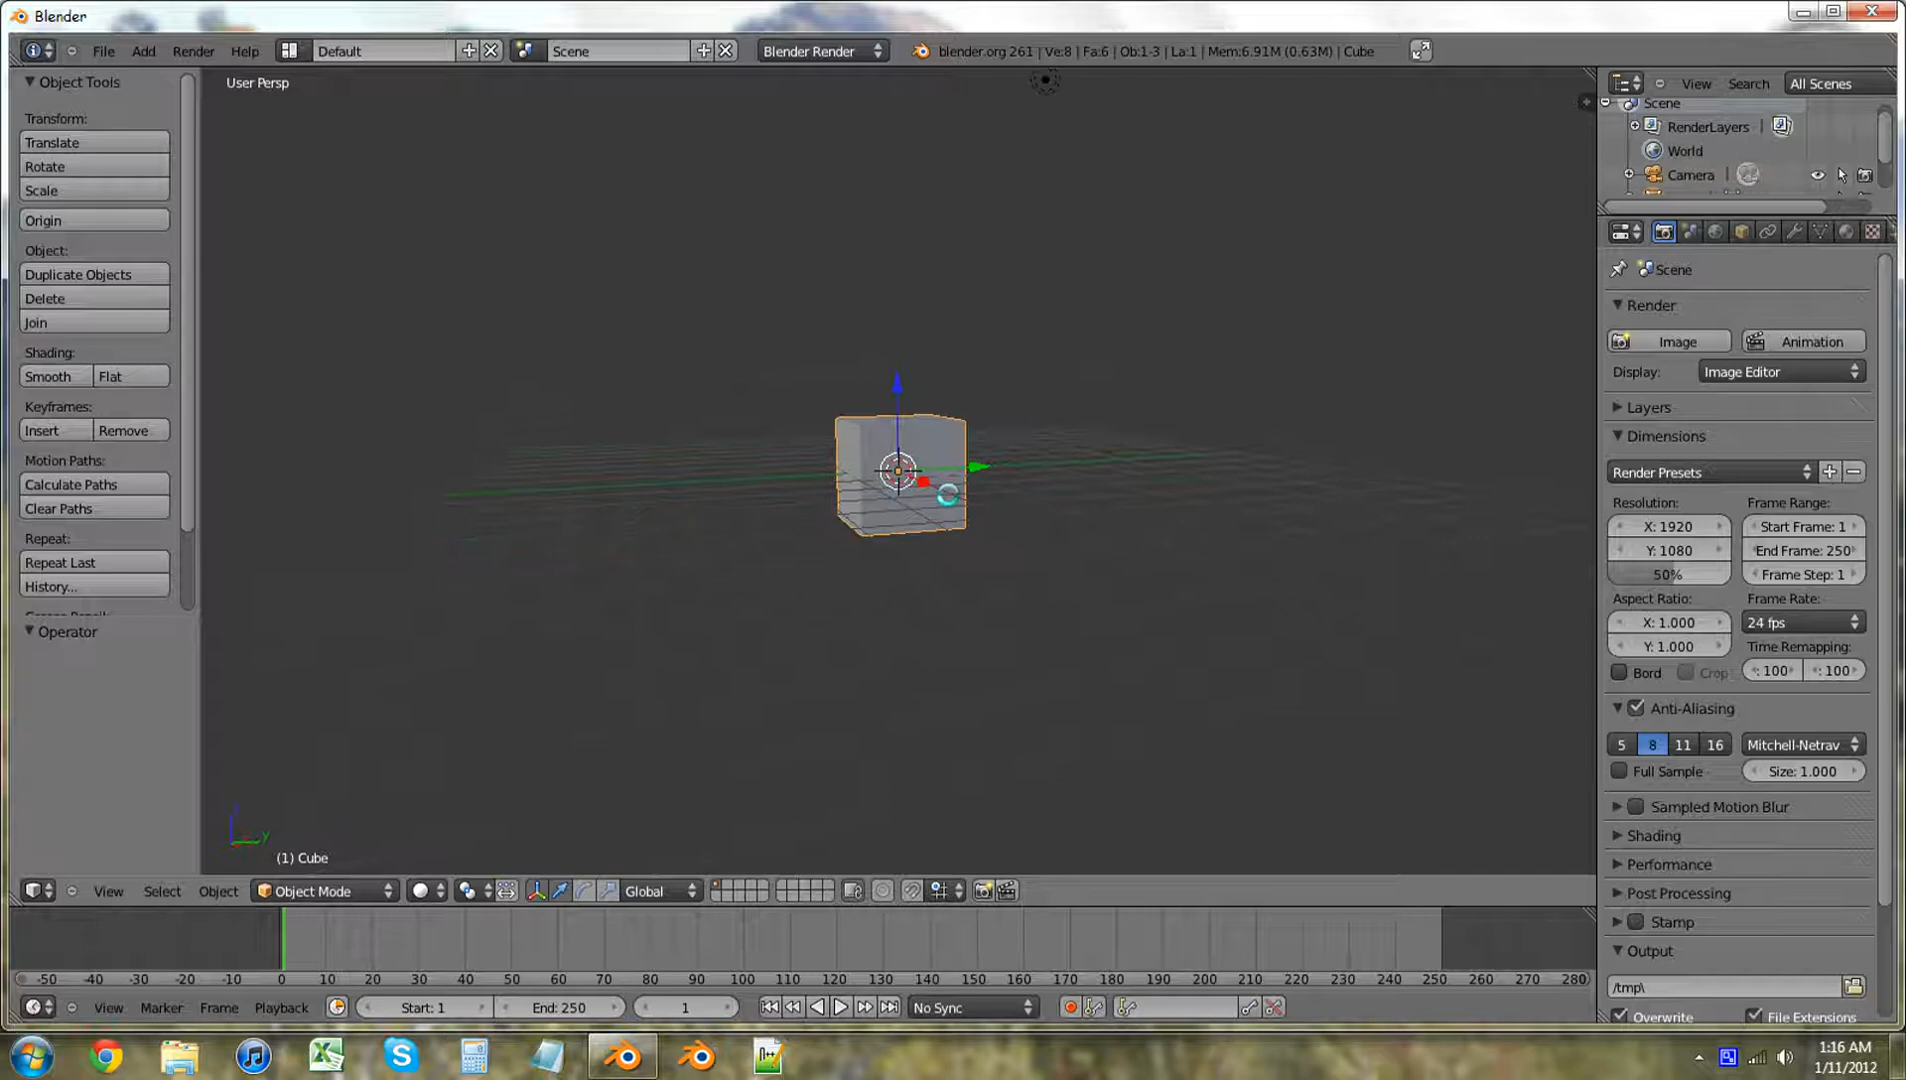 Blender
File Add Render Help Default Scene Blender Render blender.org 261 | Ve:8 | Fa:6 | Ob:1-3 | La:1 | Mem:6.91M (0.63M) | Cube
Object Tools
Transform:
Translate
Rotate
Scale
Origin
Object:
Duplicate Objects
Delete
Join
Shading:
Smooth Flat
Keyframes:
Insert Remove
Motion Paths:
Calculate Paths
Clear Paths
Repeat:
Repeat Last
History...
Operator
User Persp
y
(1) Cube
View Search All Scenes
Scene
RenderLayers |
World
Camera |
Scene
Render
Image Animation
Display: Image Editor
Layers
Dimensions
Render Presets
Resolution: Frame Range:
X: 1920 Start Frame: 1
Y: 1080 End Frame: 250
50% Frame Step: 1
Aspect Ratio: Frame Rate:
X: 1.000 24 fps
Y: 1.000 Time Remapping:
Bord Crop : 100 : 100
Anti-Aliasing
5 8 11 16 Mitchell-Netrav
Full Sample Size: 1.000
Sampled Motion Blur
Shading
Performance
Post Processing
Stamp
Output
/tmp\
Overwrite File Extensions
View Select Object Object Mode Global
-50 -40 -30 -20 -10 0 10 20 30 40 50 60 70 80 90 100 110 120 130 140 150 160 170 180 190 200 210 220 230 240 250 260 270 280
View Marker Frame Playback Start: 1 End: 250 1 No Sync
1:16 AM
1/11/2012